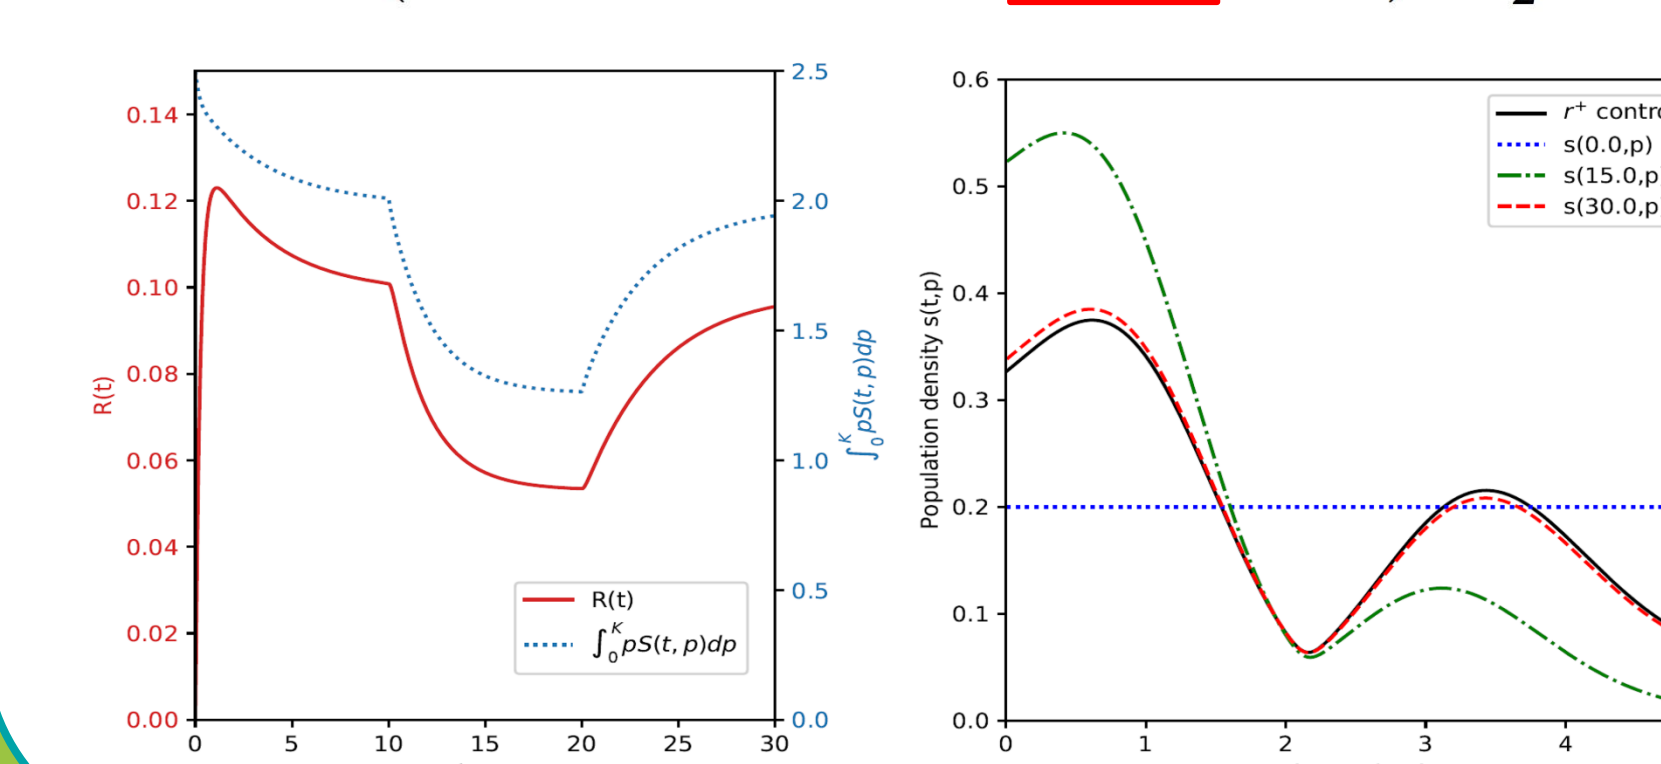 2
0.14
0.12
0.10
0.08
0.06
0.04
0.02
0.00
R(t)
2.5
2.0
1.5
1.0
0.5
0.0
∫₀ᴷ pS(t, p)dp
R(t)
∫₀ᴷ pS(t, p)dp
0 5 10 15 20 25 30
Population density s(t,p)
0.6
0.5
0.4
0.3
0.2
0.1
0.0
r⁺ contro
s(0.0,p)
s(15.0,p
s(30.0,p
0 1 2 3 4